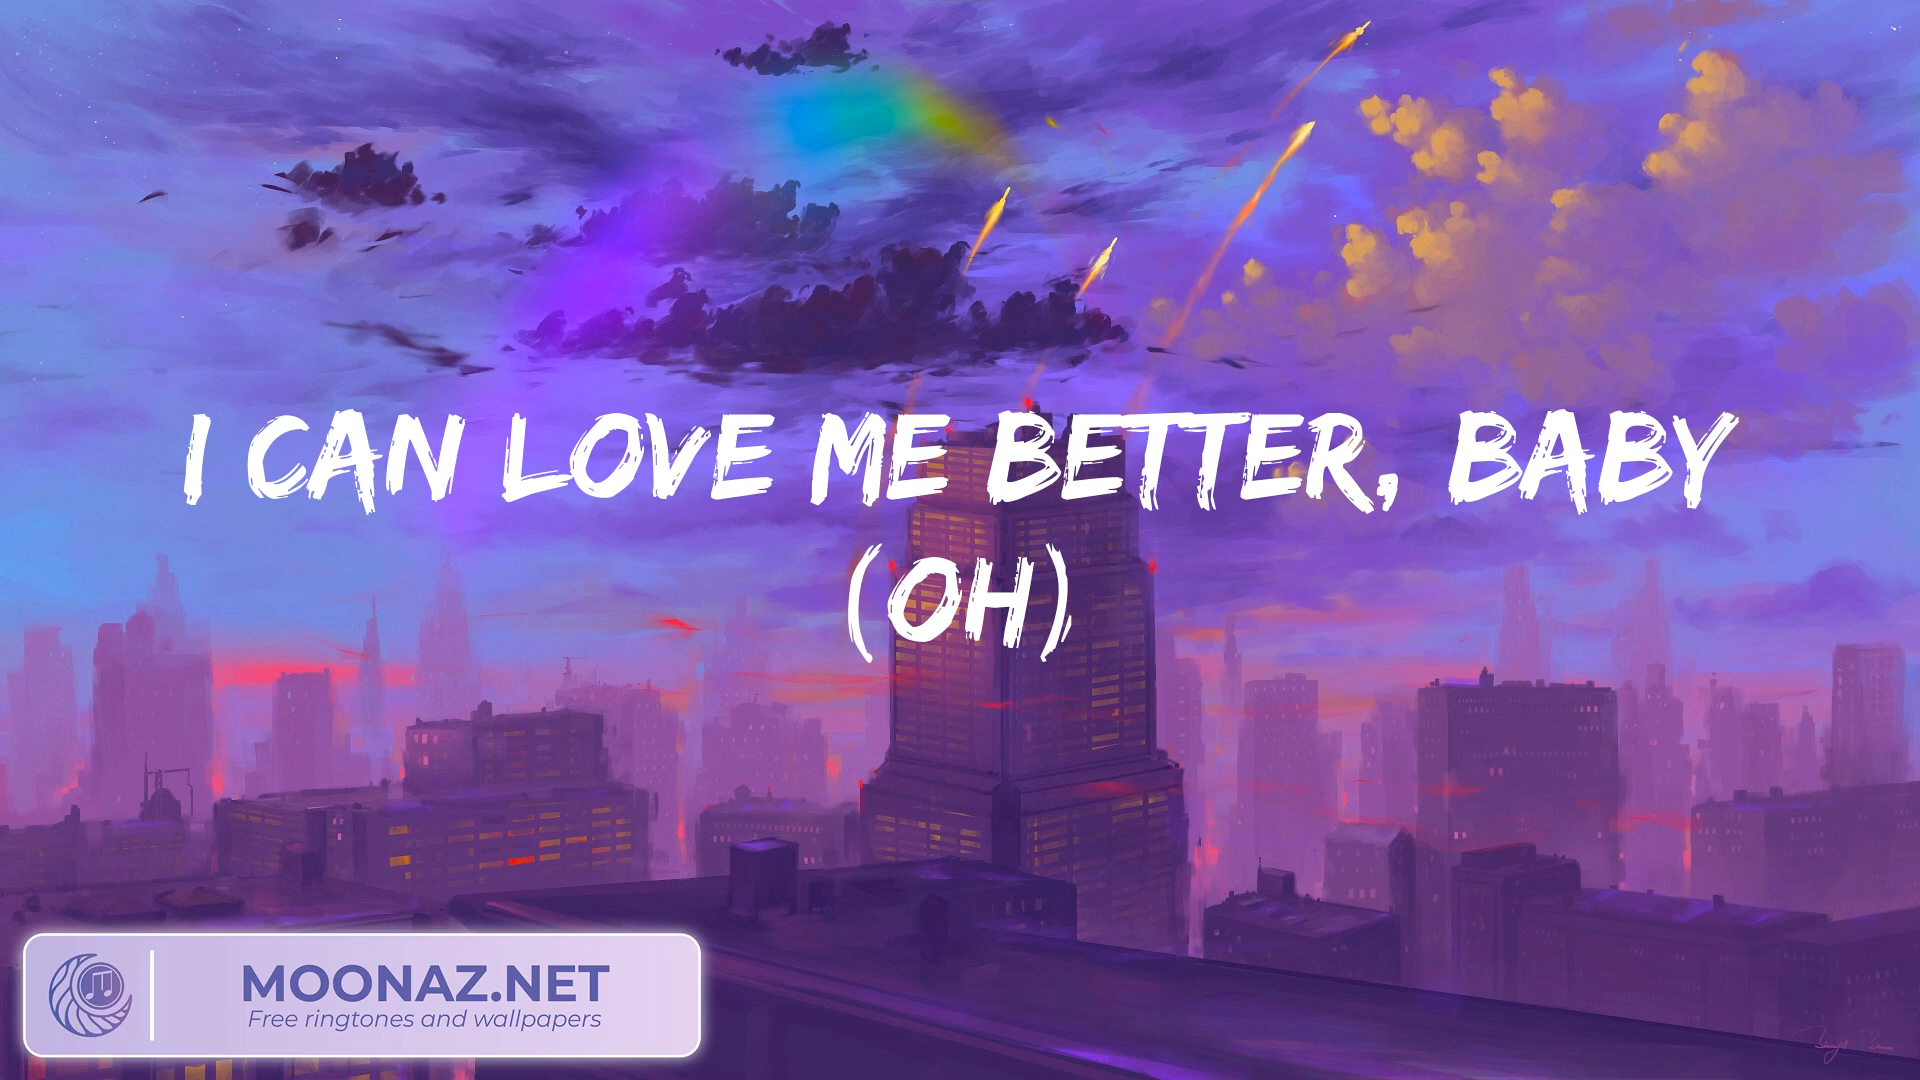 I CAN LOVE ME BETTER, BABY
(OH)
MOONAZ.NET
Free ringtones and wallpapers